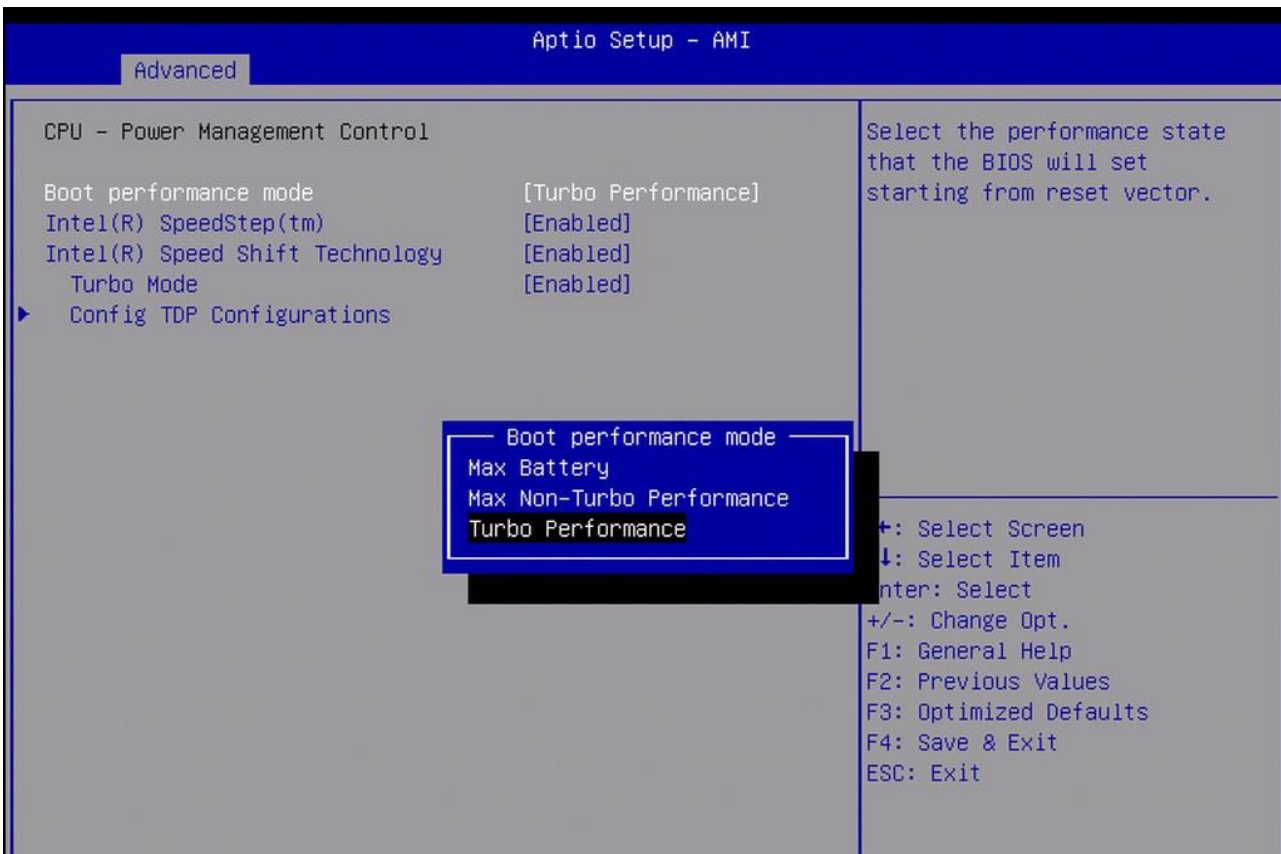 Aptio Setup – AMI
Advanced
CPU – Power Management Control
Boot performance mode [Turbo Performance]
Intel(R) SpeedStep(tm) [Enabled]
Intel(R) Speed Shift Technology [Enabled]
Turbo Mode [Enabled]
Config TDP Configurations
Select the performance state
that the BIOS will set
starting from reset vector.
Boot performance mode
Max Battery
Max Non-Turbo Performance
Turbo Performance
: Select Screen
: Select Item
nter: Select
+/-: Change Opt.
F1: General Help
F2: Previous Values
F3: Optimized Defaults
F4: Save & Exit
ESC: Exit